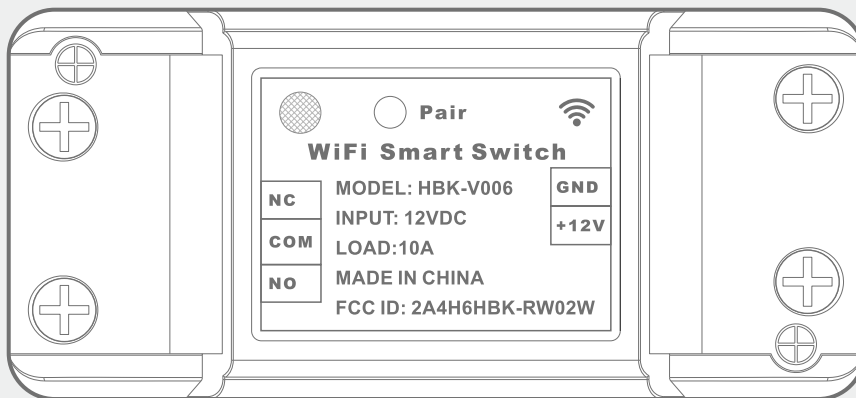 Pair
WiFi Smart Switch
NC
COM
NO
MODEL: HBK-V006
INPUT: 12VDC
LOAD:10A
MADE IN CHINA
FCC ID: 2A4H6HBK-RW02W
GND
+12V